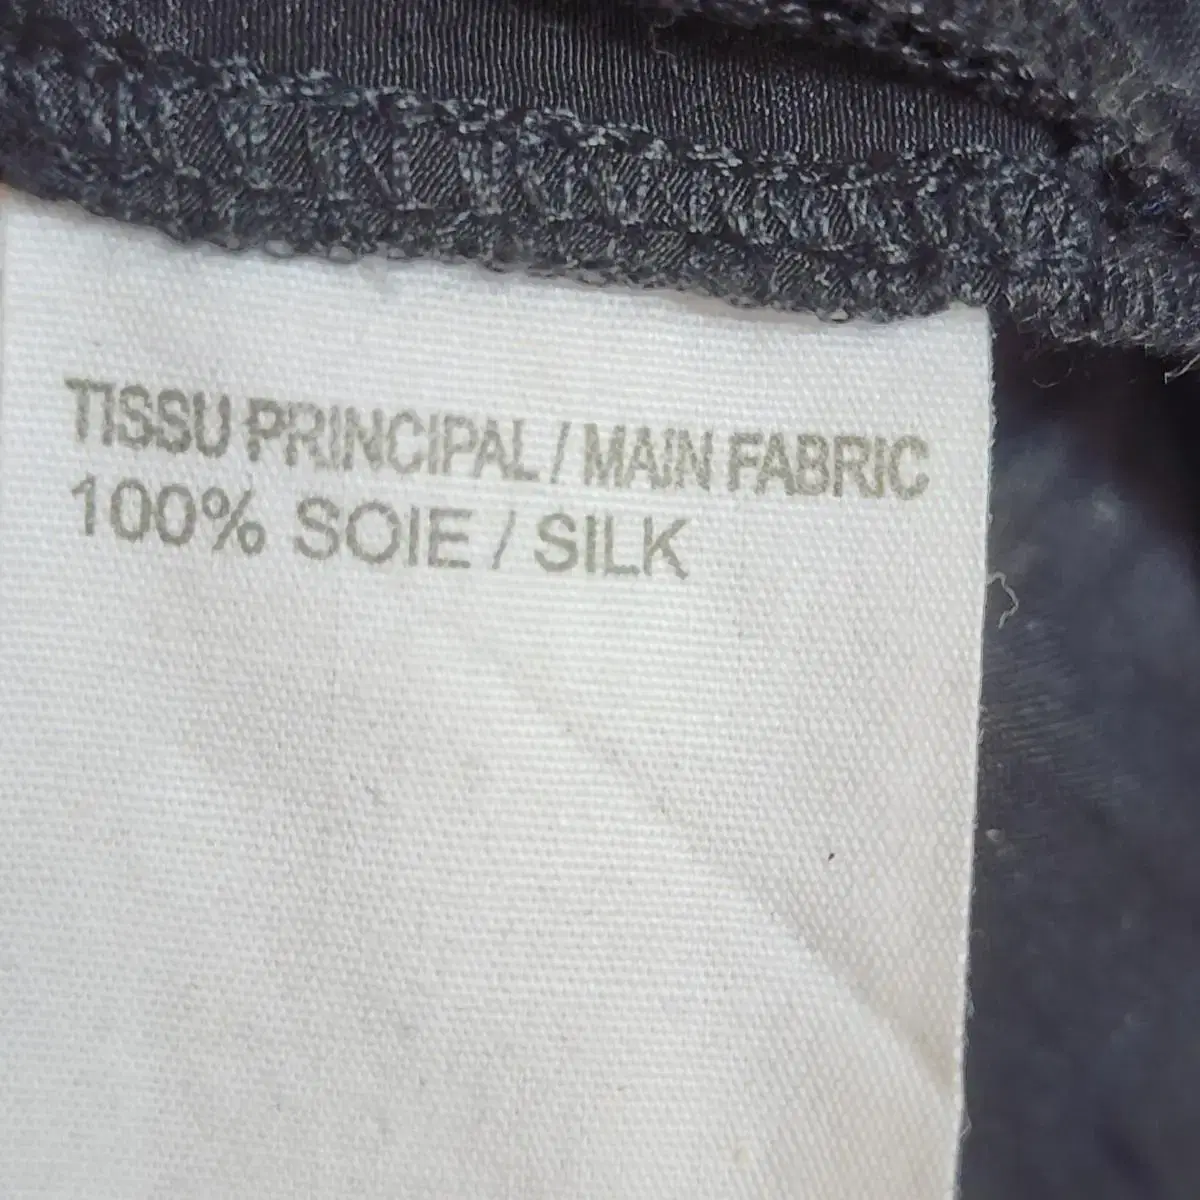 TISSU PRINCIPAL / MAIN FABRIC
100% SOIE / SILK